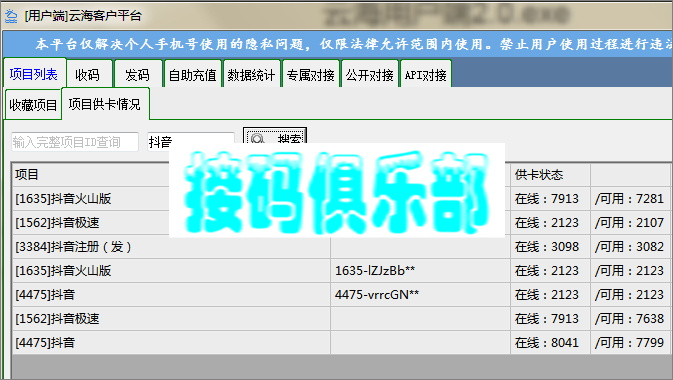 [用户端]云海客户平台
云海用户端2.0.exe
本平台仅解决个人手机号使用的隐私问题，仅限法律允许范围内使用。禁止用户使用过程进行违法
项目列表 收码 发码 自助充值 数据统计 专属对接 公开对接 API对接
收藏项目 项目供卡情况
输入完整项目ID查询 抖音 搜索
接码俱乐部
项目 供卡状态
[1635]抖音火山版 在线：7913 /可用：7281
[1562]抖音极速 在线：2123 /可用：2107
[3384]抖音注册（发） 在线：3098 /可用：3082
[1635]抖音火山版 1635-lZJzBb** 在线：2123 /可用：2123
[4475]抖音 4475-vrrcGN** 在线：2123 /可用：2123
[1562]抖音极速 在线：7913 /可用：7638
[4475]抖音 在线：8041 /可用：7799